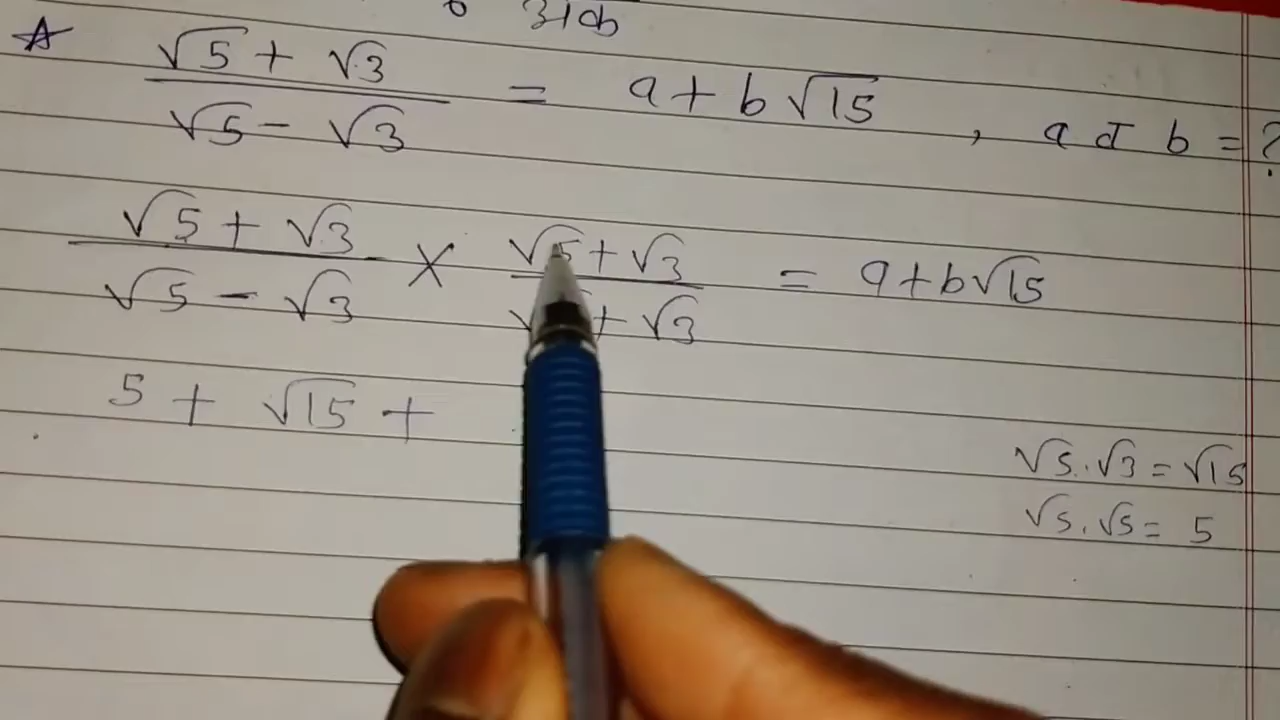 ☆ (√5 + √3)/(√5 - √3) = a + b√15 , a d b = ?
(√5 + √3)/(√5 - √3) × (√5 + √3)/(√5 + √3) = a+b√15
5 + √15 +
√5.√3 = √15
√5.√5 = 5